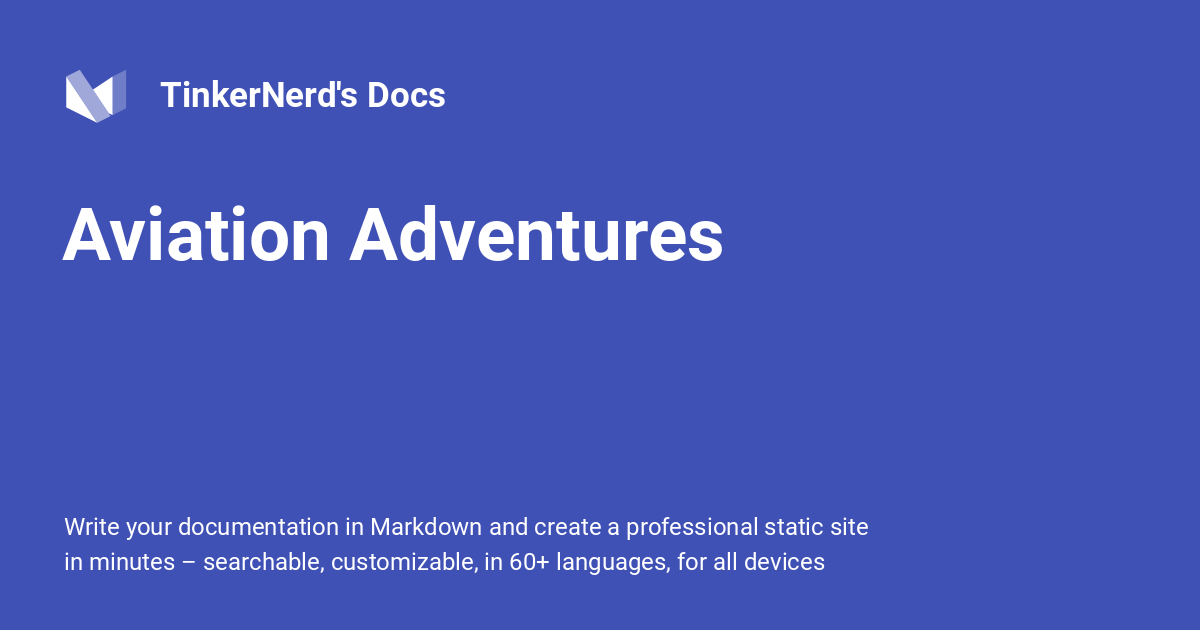 TinkerNerd's Docs
Aviation Adventures
Write your documentation in Markdown and create a professional static site
in minutes – searchable, customizable, in 60+ languages, for all devices